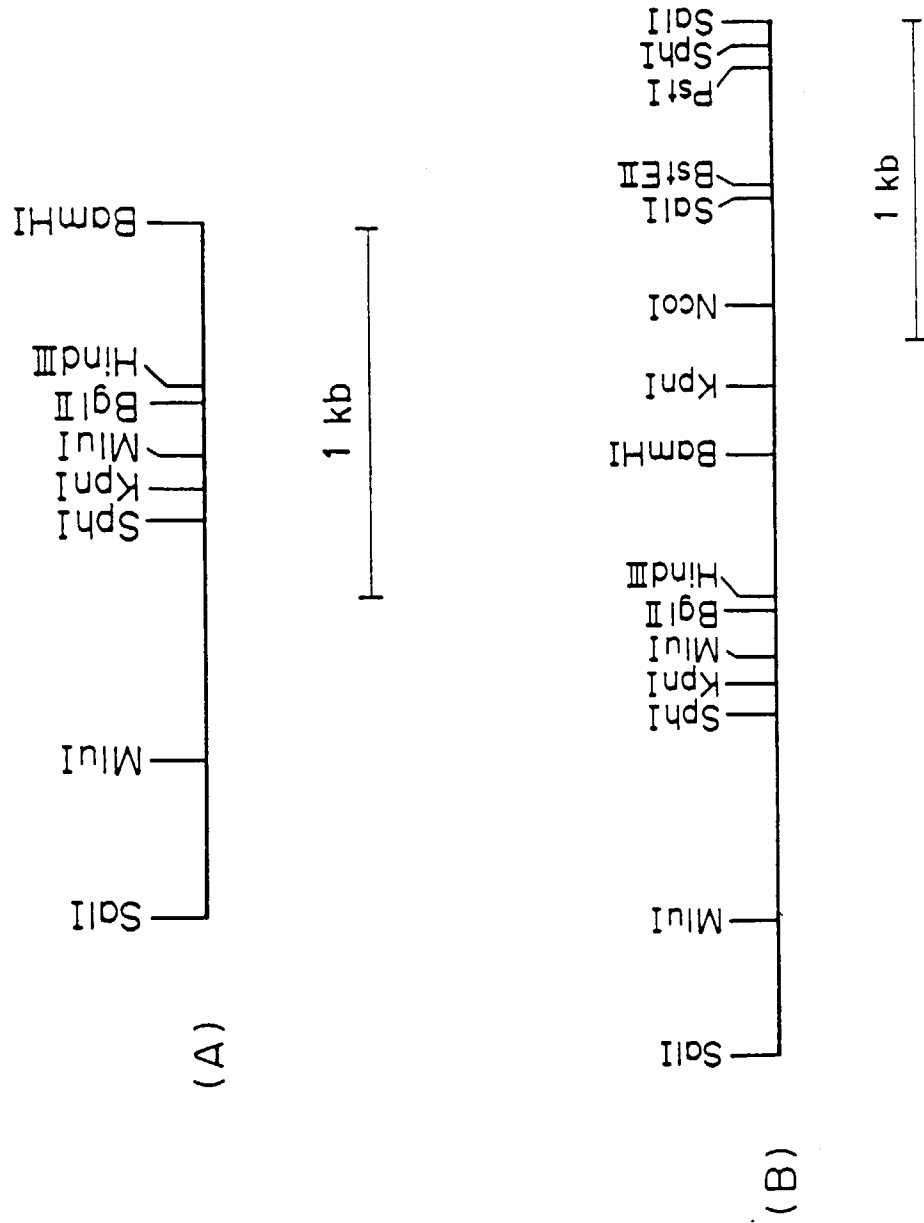 (A)
SalI
MluI
SphI
KpnI
MluI
BglII
HindIII
BamHI
1 kb
(B)
SalI
MluI
SphI
KpnI
MluI
BglII
HindIII
BamHI
KpnI
NcoI
SalI
BstEII
PstI
SphI
SalI
1 kb